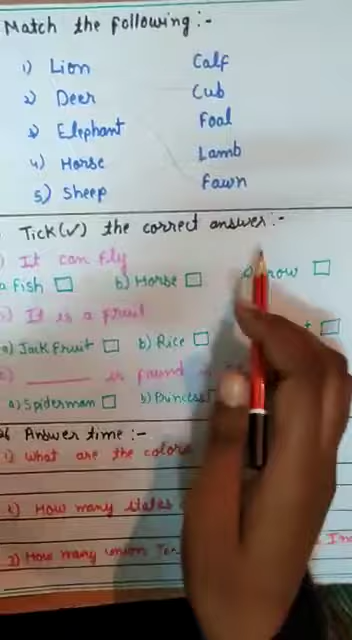 Match the following :-
1) Lion Calf
2) Deer Cub
3) Elephant Foal
4) Horse Lamb
5) Sheep Fawn
Tick(✓) the correct answer :-
) It can fly
a Fish b) Horse
) It is a fruit
a) Jack Fruit b) Rice
) ______ is found
a) Spiderman b) Princess
Answer time :-
1) What are the colors
2) How many states
3) How many union